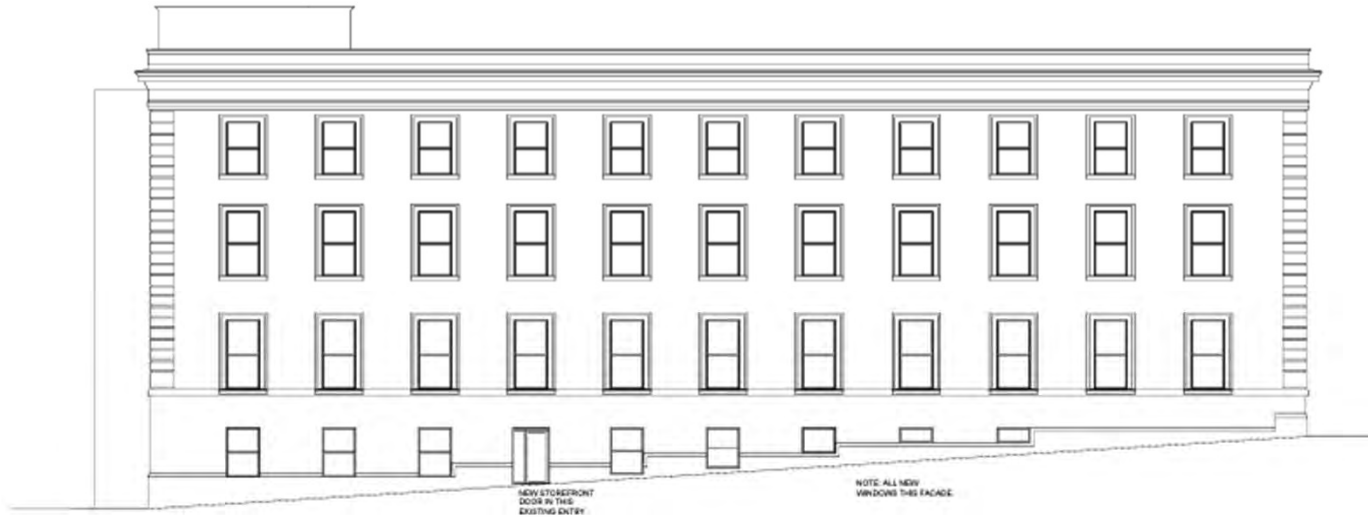 NEW STOREFRONT
DOOR IN THIS
EXISTING ENTRY
NOTE: ALL NEW
WINDOWS THIS FACADE